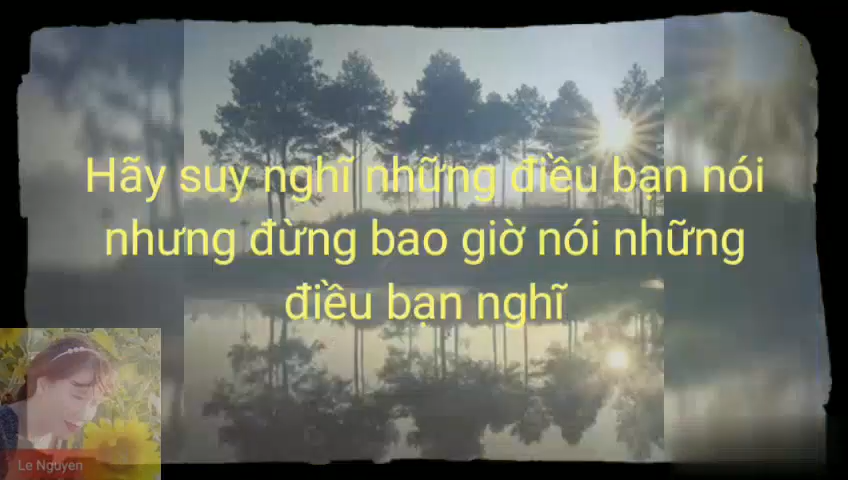 Hãy suy nghĩ những điều bạn nói
nhưng đừng bao giờ nói những
điều bạn nghĩ
Le Nguyen